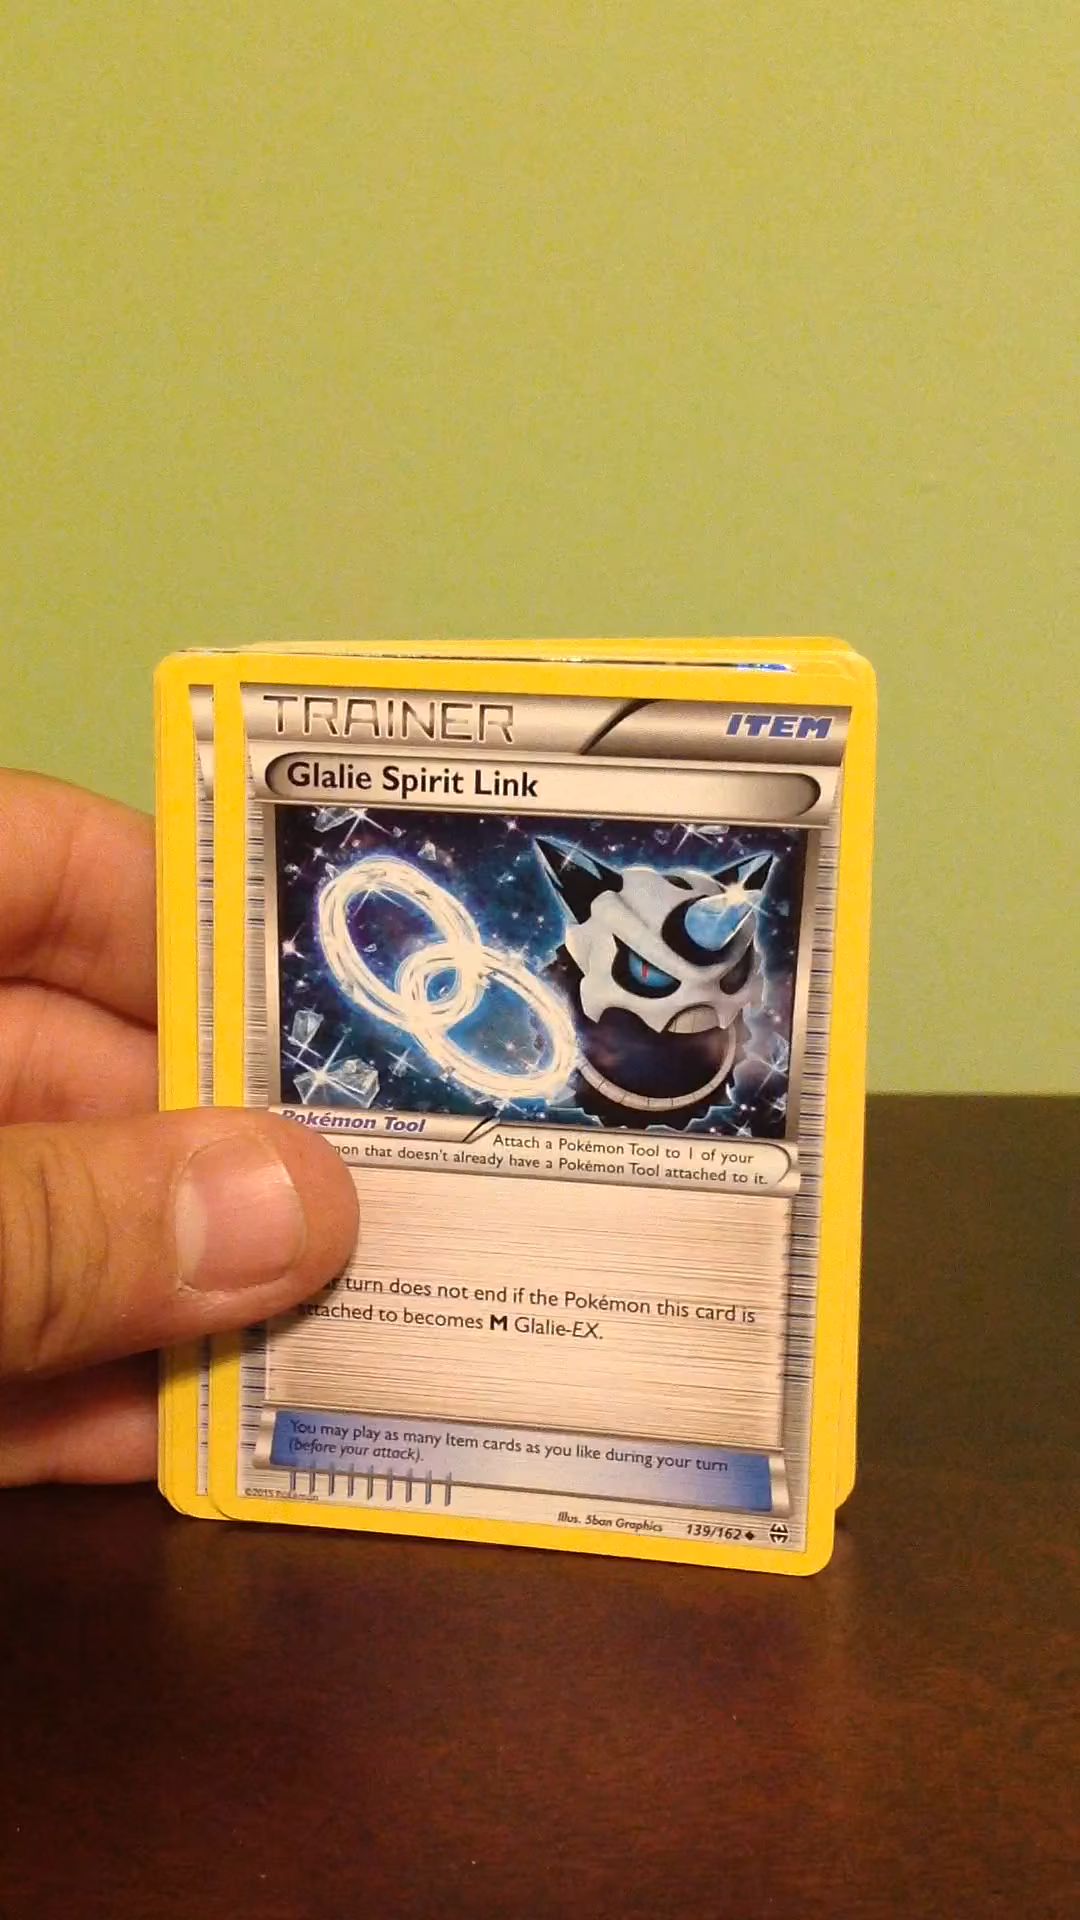 TRAINER
ITEM
Glalie Spirit Link
Pokémon Tool
Attach a Pokémon Tool to 1 of your
that doesn't already have a Pokémon Tool attached to it.
turn does not end if the Pokémon this card is
attached to becomes M Glalie-EX.
You may play as many Item cards as you like during your turn
(before your attack).
©2015 Pokémon
Illus. 5ban Graphics 139/162